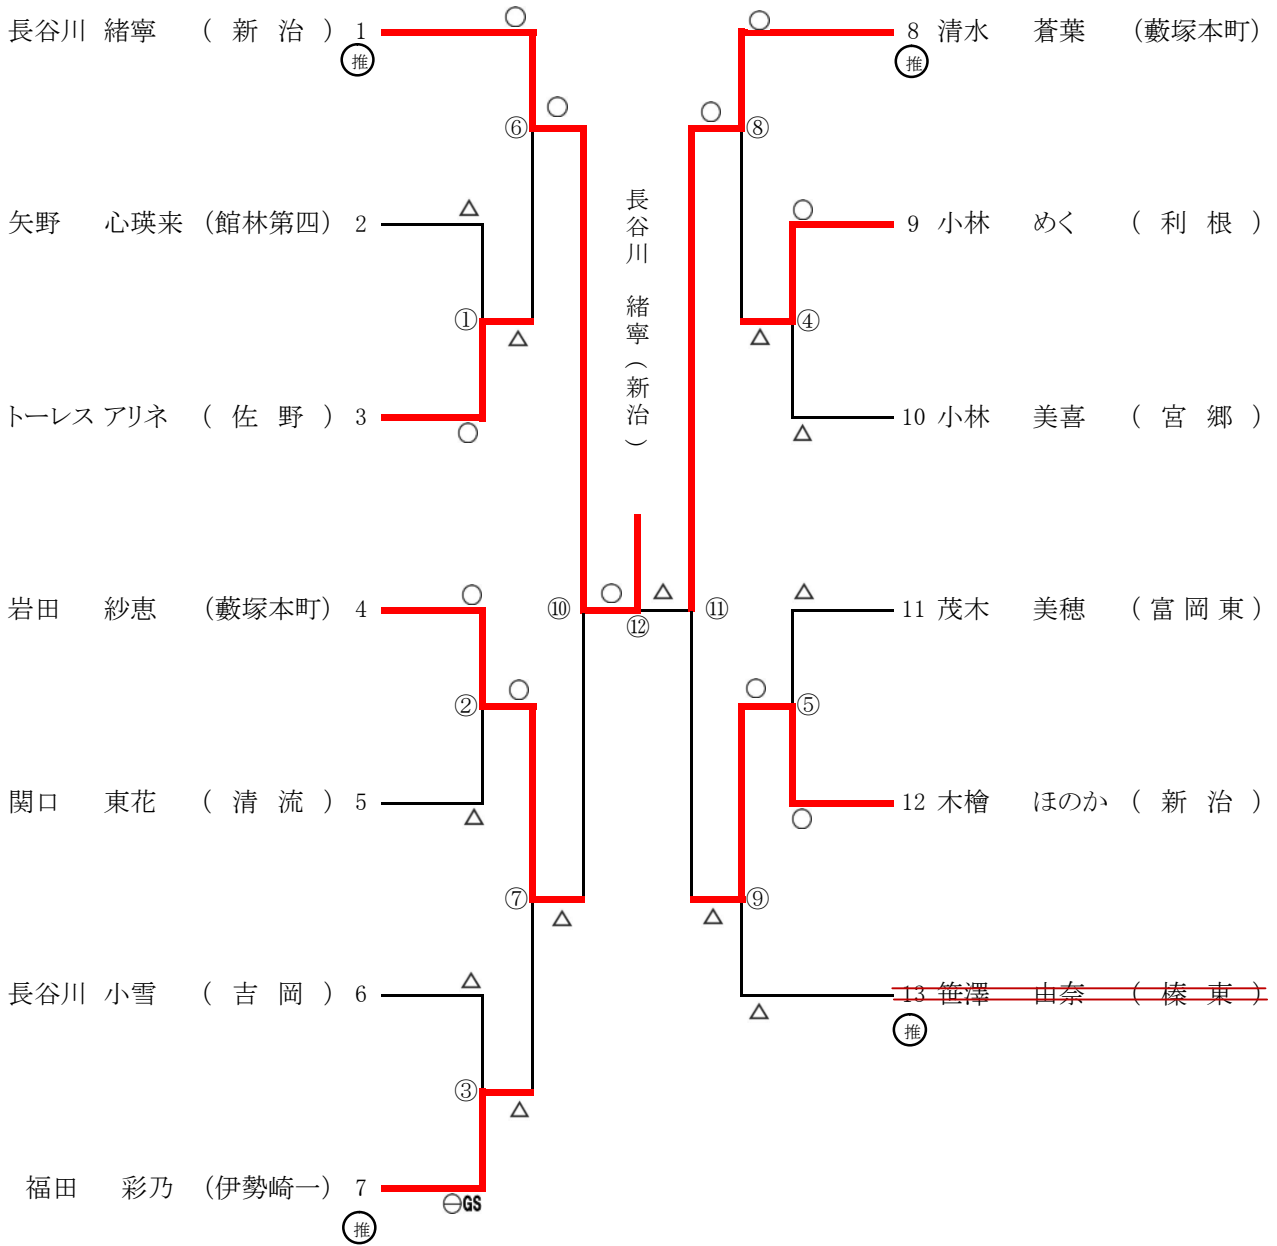 長谷川 緒寧 （ 新 治 ） 1
推
⑥
矢野 心瑛来 （館林第四） 2
①
トーレス アリネ （ 佐 野 ） 3
岩田 紗恵 （藪塚本町） 4
②
関口 東花 （ 清 流 ） 5
⑦
長谷川 小雪 （ 吉 岡 ） 6
③
福田 彩乃 （伊勢崎一） 7
GS
推
長谷川 緒寧（新治）
⑩
⑫
⑪
8 清水 蒼葉 （藪塚本町）
推
⑧
9 小林 めく （ 利 根 ）
④
10 小林 美喜 （ 宮 郷 ）
11 茂木 美穂 （ 富 岡 東 ）
⑤
12 木檜 ほのか （ 新 治 ）
⑨
13 笹澤 由奈 （ 榛 東 ）
推